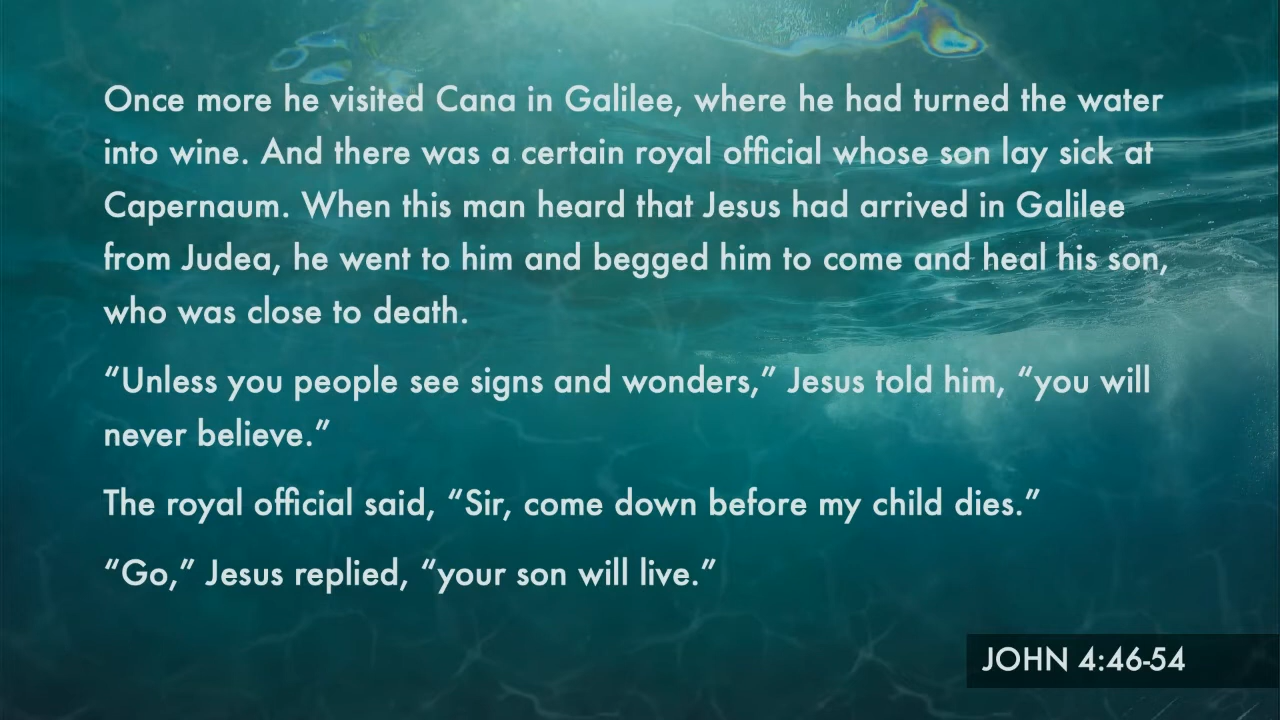 Once more he visited Cana in Galilee, where he had turned the water
into wine. And there was a certain royal official whose son lay sick at
Capernaum. When this man heard that Jesus had arrived in Galilee
from Judea, he went to him and begged him to come and heal his son,
who was close to death.
“Unless you people see signs and wonders,” Jesus told him, “you will
never believe.”
The royal official said, “Sir, come down before my child dies.”
“Go,” Jesus replied, “your son will live.”
JOHN 4:46-54